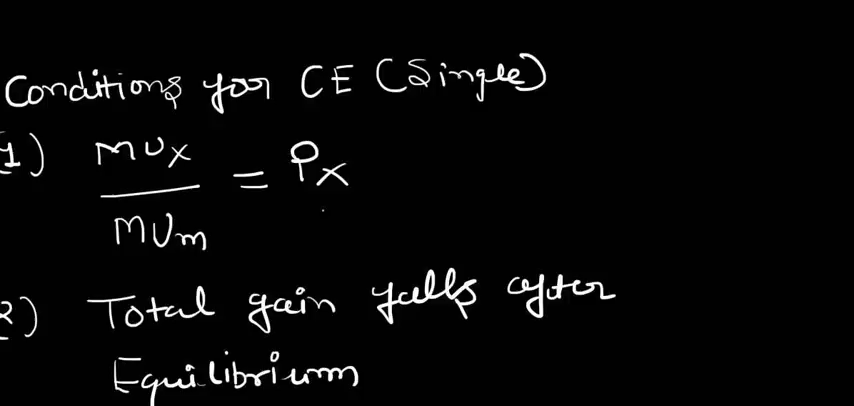 Conditions for CE (Single)
1) MUx / MUm = Px
2) Total gain falls after
Equilibrium